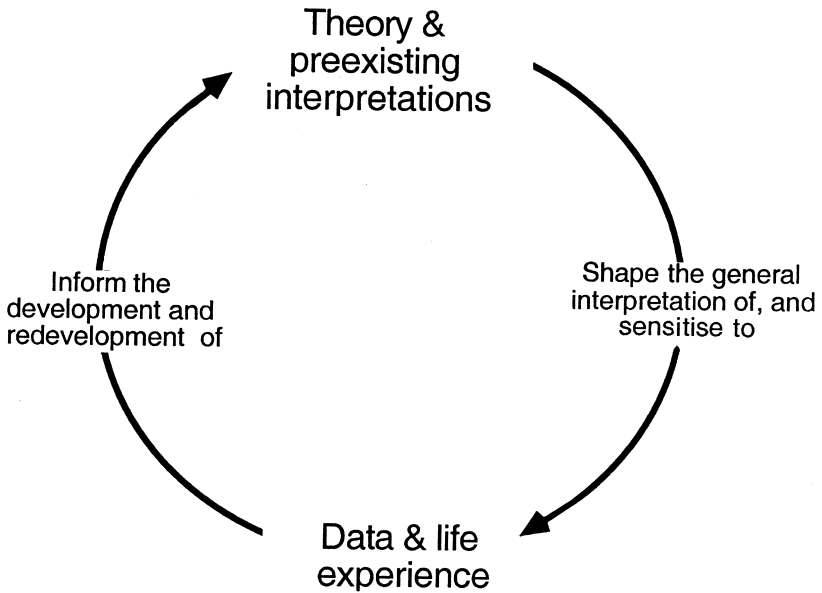 Theory &
preexisting
interpretations
Shape the general
interpretation of, and
sensitise to
Data & life
experience
Inform the
development and
redevelopment of